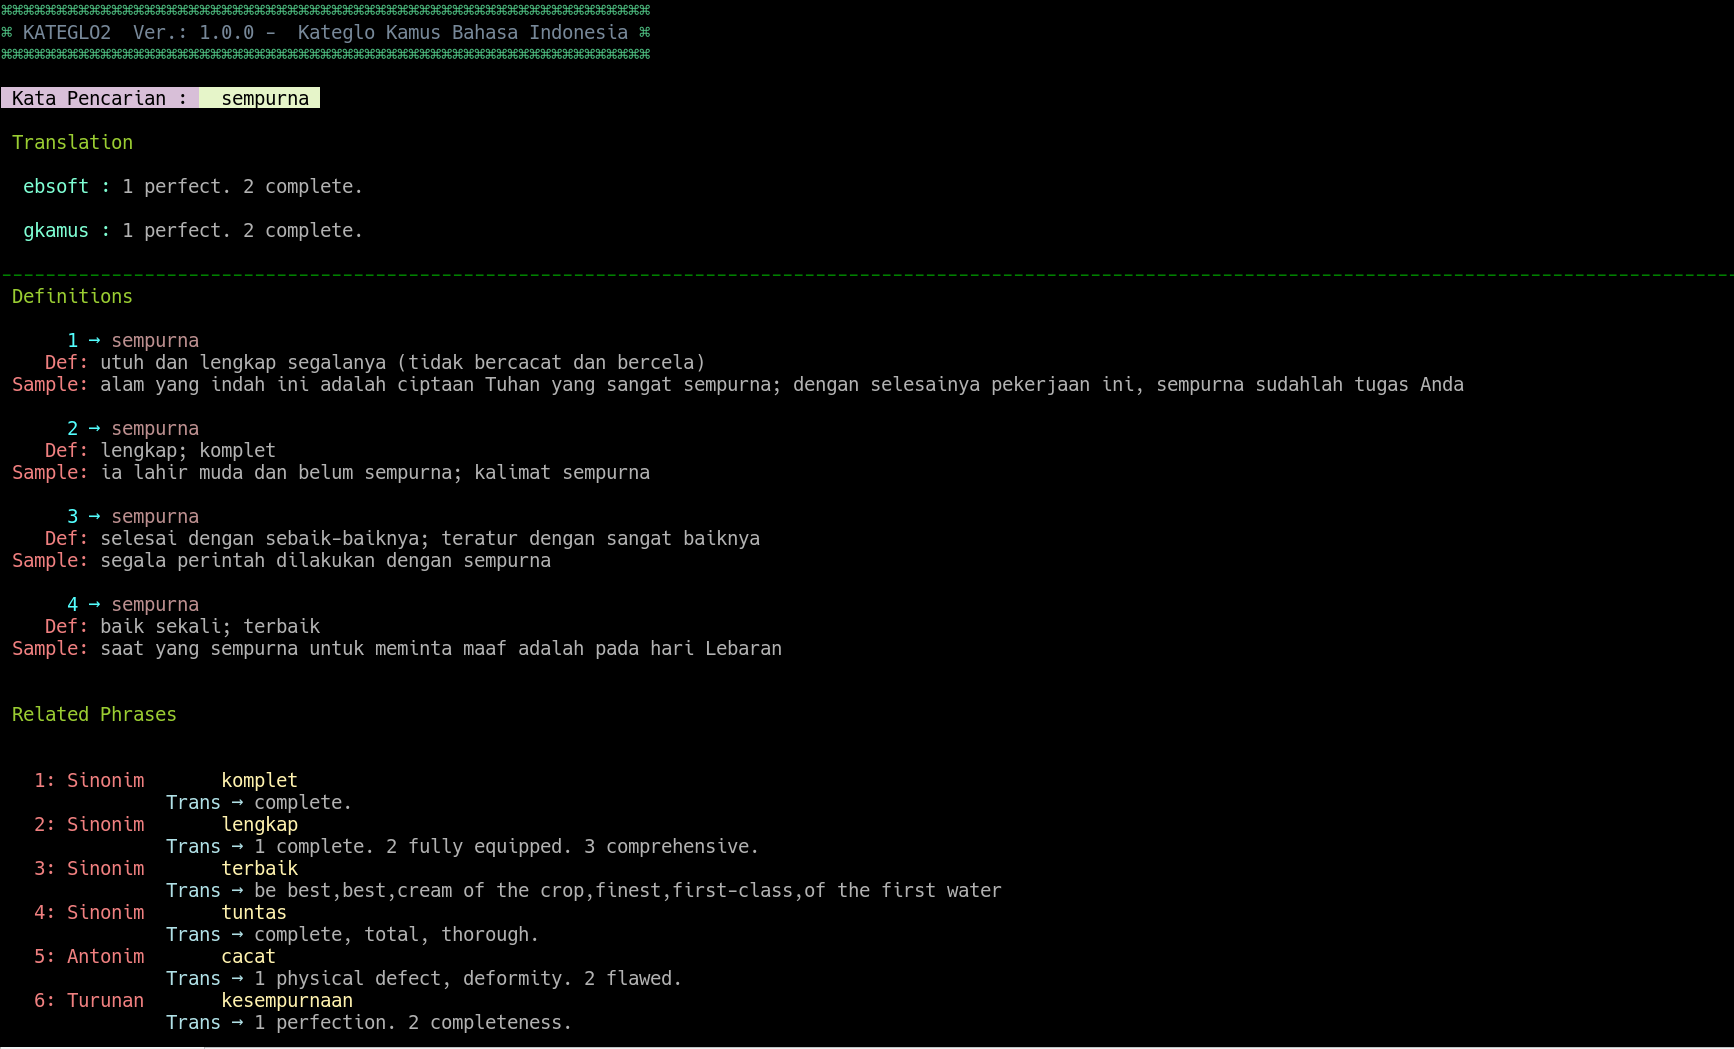 ⌘⌘⌘⌘⌘⌘⌘⌘⌘⌘⌘⌘⌘⌘⌘⌘⌘⌘⌘⌘⌘⌘⌘⌘⌘⌘⌘⌘⌘⌘⌘⌘⌘⌘⌘⌘⌘⌘⌘⌘⌘⌘⌘⌘⌘⌘⌘⌘⌘⌘⌘⌘⌘⌘⌘⌘⌘⌘⌘
⌘ KATEGLO2  Ver.: 1.0.0 -  Kateglo Kamus Bahasa Indonesia ⌘
⌘⌘⌘⌘⌘⌘⌘⌘⌘⌘⌘⌘⌘⌘⌘⌘⌘⌘⌘⌘⌘⌘⌘⌘⌘⌘⌘⌘⌘⌘⌘⌘⌘⌘⌘⌘⌘⌘⌘⌘⌘⌘⌘⌘⌘⌘⌘⌘⌘⌘⌘⌘⌘⌘⌘⌘⌘⌘⌘
Kata Pencarian :   sempurna
Translation
ebsoft : 1 perfect. 2 complete.
gkamus : 1 perfect. 2 complete.
Definitions
1 → sempurna
Def: utuh dan lengkap segalanya (tidak bercacat dan bercela)
Sample: alam yang indah ini adalah ciptaan Tuhan yang sangat sempurna; dengan selesainya pekerjaan ini, sempurna sudahlah tugas Anda
2 → sempurna
Def: lengkap; komplet
Sample: ia lahir muda dan belum sempurna; kalimat sempurna
3 → sempurna
Def: selesai dengan sebaik-baiknya; teratur dengan sangat baiknya
Sample: segala perintah dilakukan dengan sempurna
4 → sempurna
Def: baik sekali; terbaik
Sample: saat yang sempurna untuk meminta maaf adalah pada hari Lebaran
Related Phrases
1: Sinonim       komplet
Trans → complete.
2: Sinonim       lengkap
Trans → 1 complete. 2 fully equipped. 3 comprehensive.
3: Sinonim       terbaik
Trans → be best,best,cream of the crop,finest,first-class,of the first water
4: Sinonim       tuntas
Trans → complete, total, thorough.
5: Antonim       cacat
Trans → 1 physical defect, deformity. 2 flawed.
6: Turunan       kesempurnaan
Trans → 1 perfection. 2 completeness.